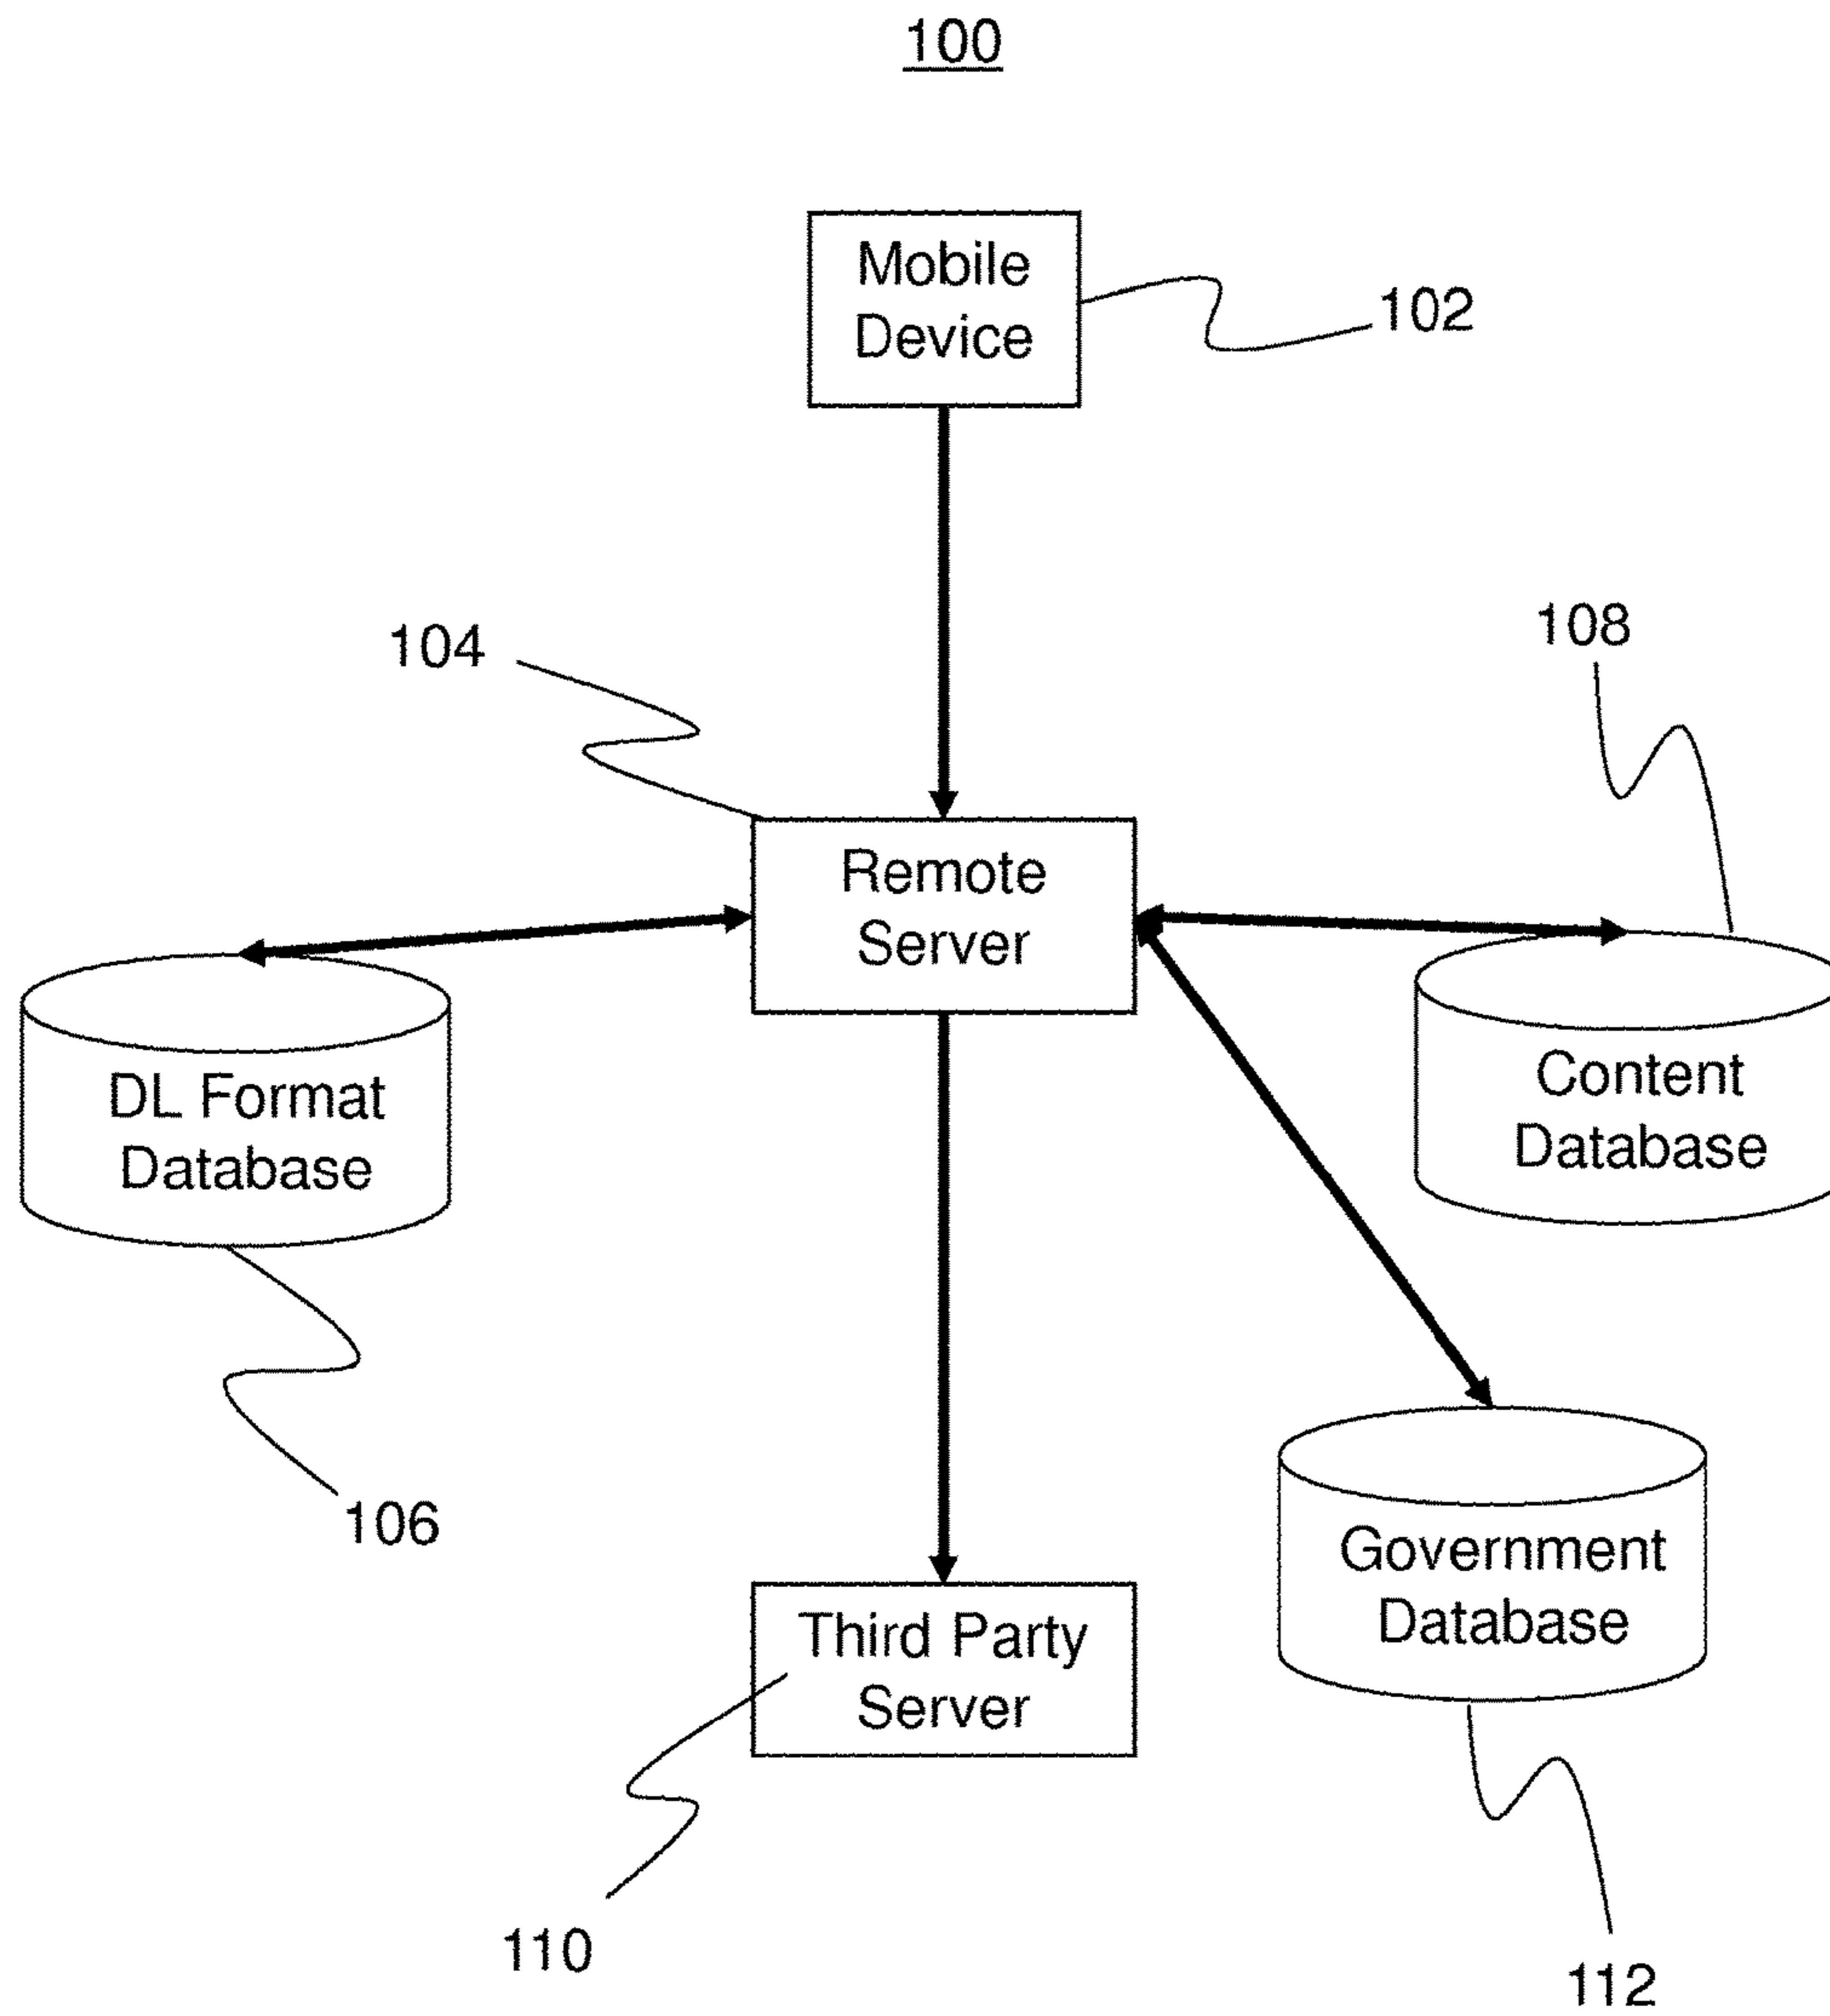 100
Mobile
Device
102
104
108
Remote
Server
DL Format
Database
Content
Database
106
Third Party
Server
Government
Database
110
112